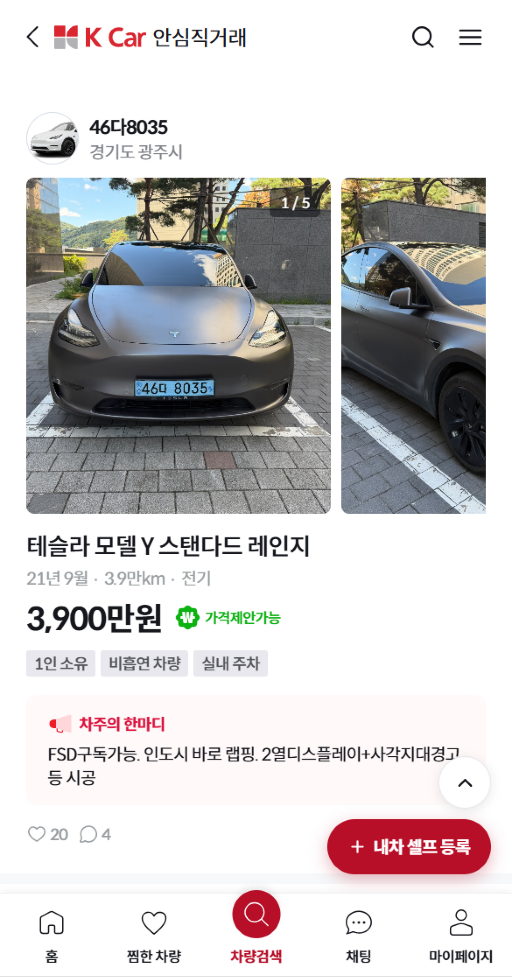 K Car 안심직거래
46다8035
경기도 광주시
1 / 5
46다 8035
TESLA
테슬라 모델 Y 스탠다드 레인지
21년 9월 · 3.9만km · 전기
3,900만원 가격제안가능
1인 소유 비흡연 차량 실내 주차
차주의 한마디
FSD구독가능. 인도시 바로 랩핑. 2열디스플레이+사각지대경고
등 시공
20 4
+ 내차 셀프 등록
홈 찜한 차량 차량검색 채팅 마이페이지